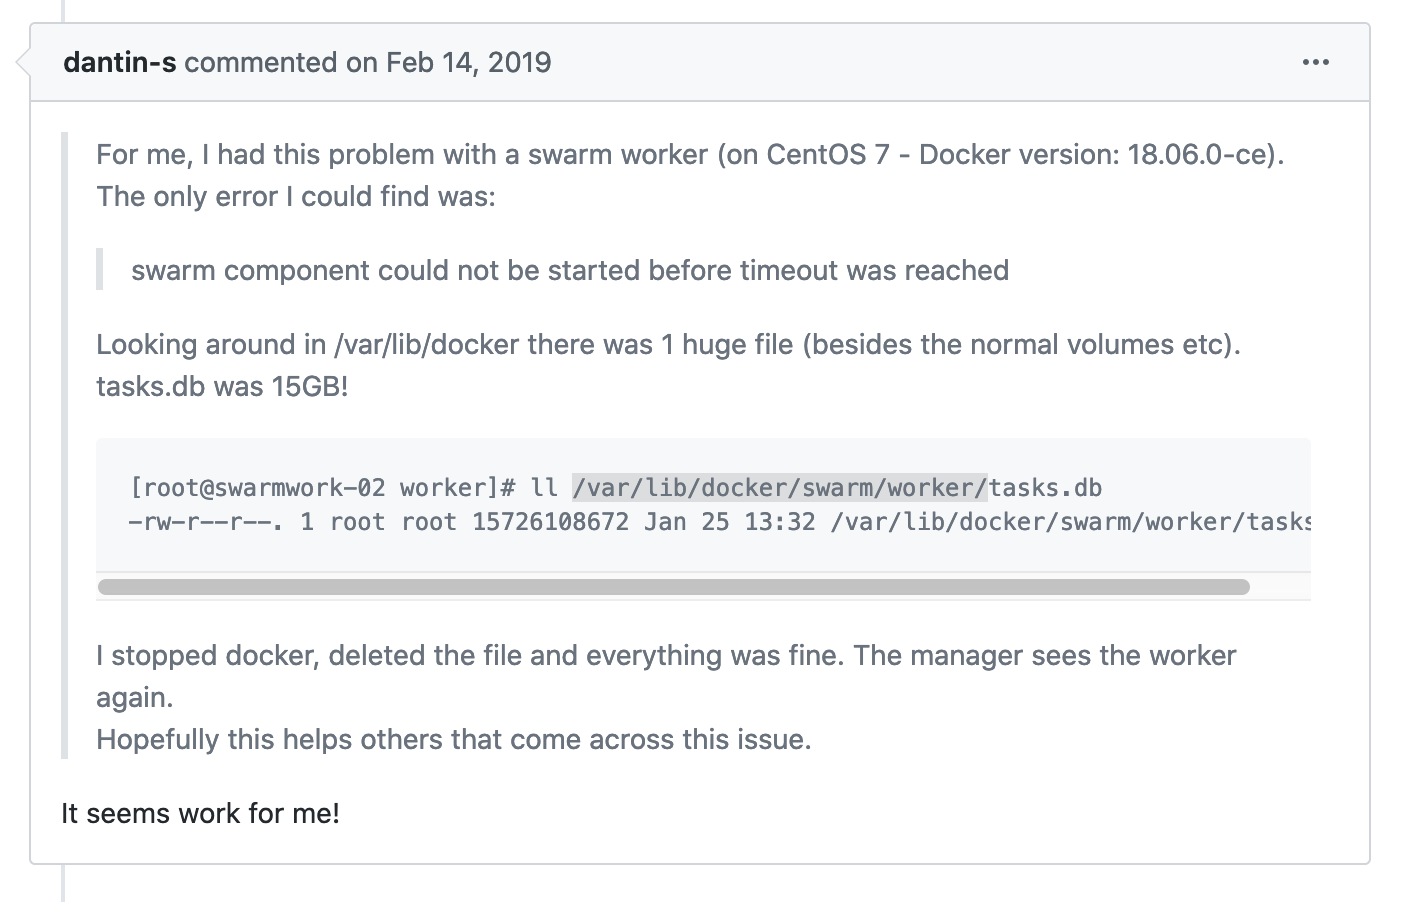 dantin-s commented on Feb 14, 2019
For me, I had this problem with a swarm worker (on CentOS 7 - Docker version: 18.06.0-ce).
The only error I could find was:
swarm component could not be started before timeout was reached
Looking around in /var/lib/docker there was 1 huge file (besides the normal volumes etc).
tasks.db was 15GB!
[root@swarmwork-02 worker]# ll /var/lib/docker/swarm/worker/tasks.db
-rw-r--r--. 1 root root 15726108672 Jan 25 13:32 /var/lib/docker/swarm/worker/tasks
I stopped docker, deleted the file and everything was fine. The manager sees the worker
again.
Hopefully this helps others that come across this issue.
It seems work for me!